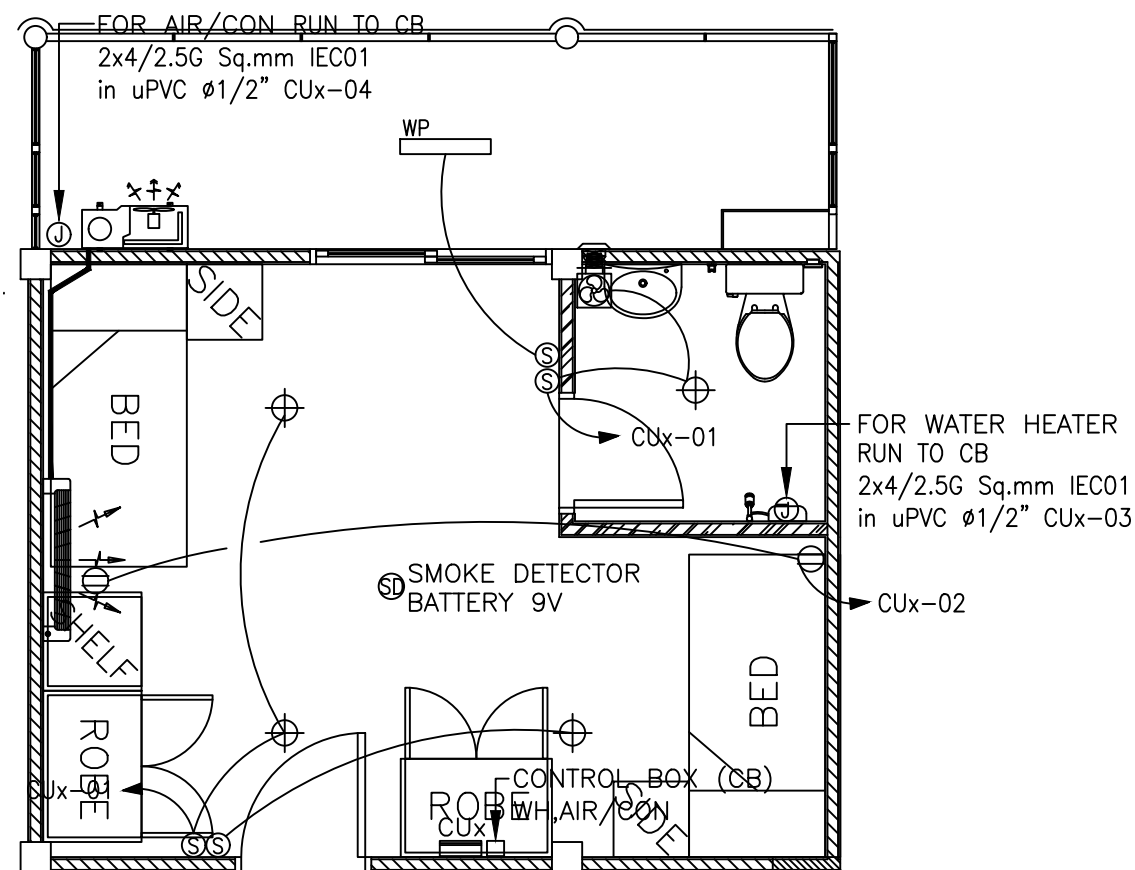 FOR AIR/CON RUN TO CB
2x4/2.5G Sq.mm IEC01
in uPVC ø1/2" CUx-04
WP
J
SIDE
BED
S
S
CUx-01
FOR WATER HEATER
RUN TO CB
2x4/2.5G Sq.mm IEC01
in uPVC ø1/2" CUx-03
J
SD SMOKE DETECTOR
BATTERY 9V
CUx-02
SHELF
BED
ROBE
CUx-01
CONTROL BOX (CB)
WH,AIR/CON
ROBE
CUx
SIDE
S S